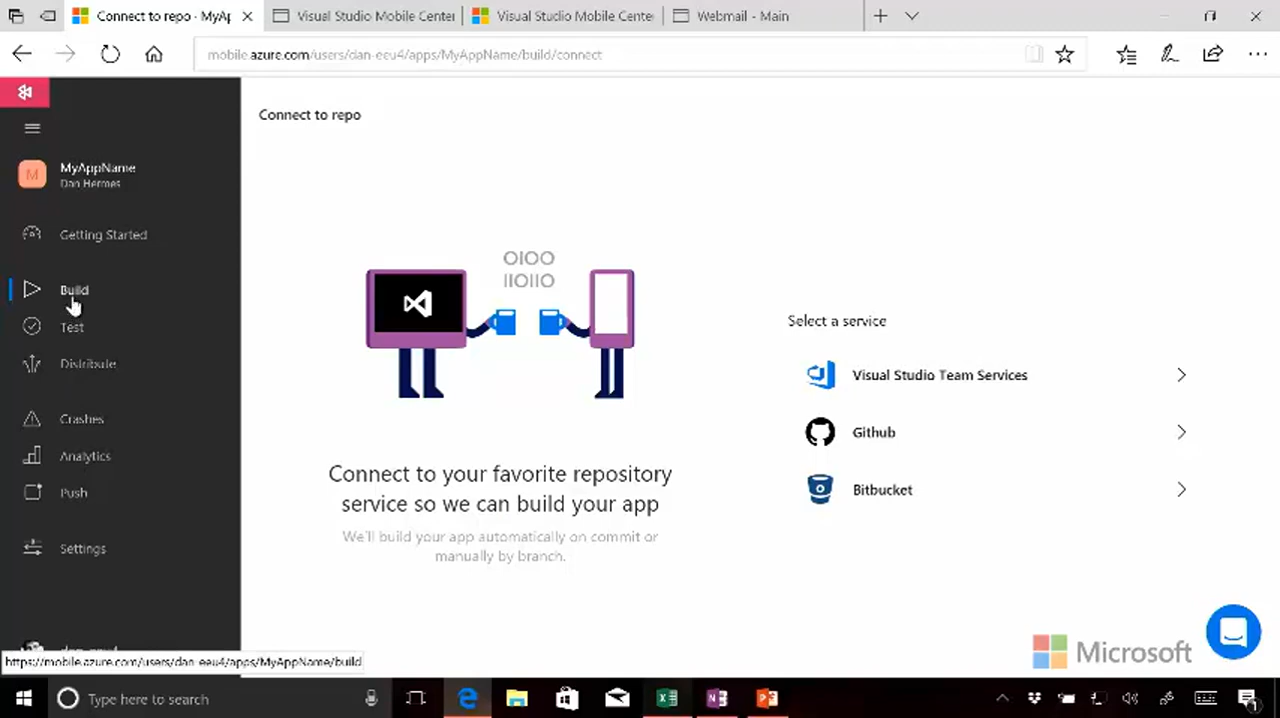 Connect to repo - MyAp
Visual Studio Mobile Center
Visual Studio Mobile Cente
Webmail - Main
mobile.azure.com/users/dan-eeu4/apps/MyAppName/build/connect
Connect to repo
M
MyAppName
Dan Hermes
Getting Started
Build
Test
Distribute
Crashes
Analytics
Push
Settings
OIOO
IIOIIO
Connect to your favorite repository
service so we can build your app
We'll build your app automatically on commit or
manually by branch.
Select a service
Visual Studio Team Services
Github
Bitbucket
Microsoft
https://mobile.azure.com/users/dan-eeu4/apps/MyAppName/build
Type here to search
1